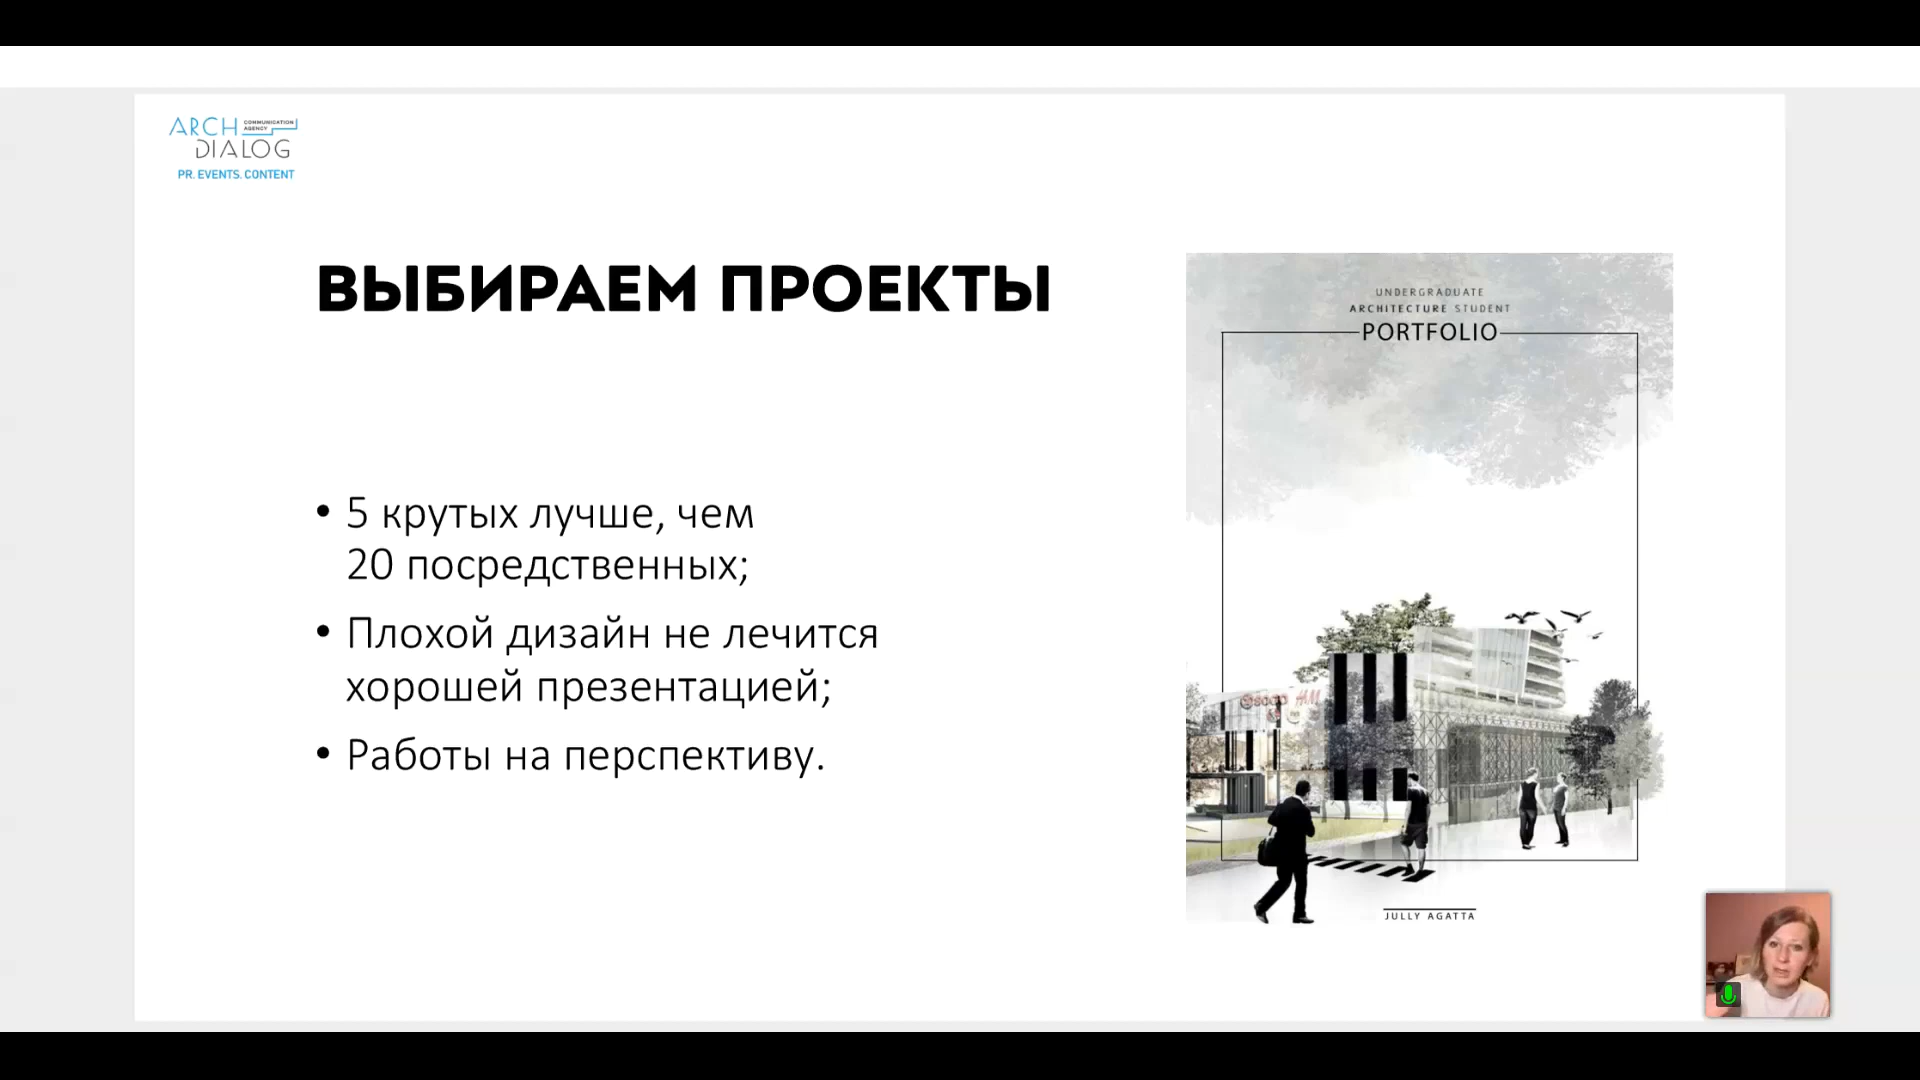 ARCH COMMUNICATION
AGENCY
DIALOG
PR. EVENTS. CONTENT
ВЫБИРАЕМ ПРОЕКТЫ
• 5 крутых лучше, чем
20 посредственных;
• Плохой дизайн не лечится
хорошей презентацией;
• Работы на перспективу.
UNDERGRADUATE
ARCHITECTURE STUDENT
PORTFOLIO
JULLY AGATTA